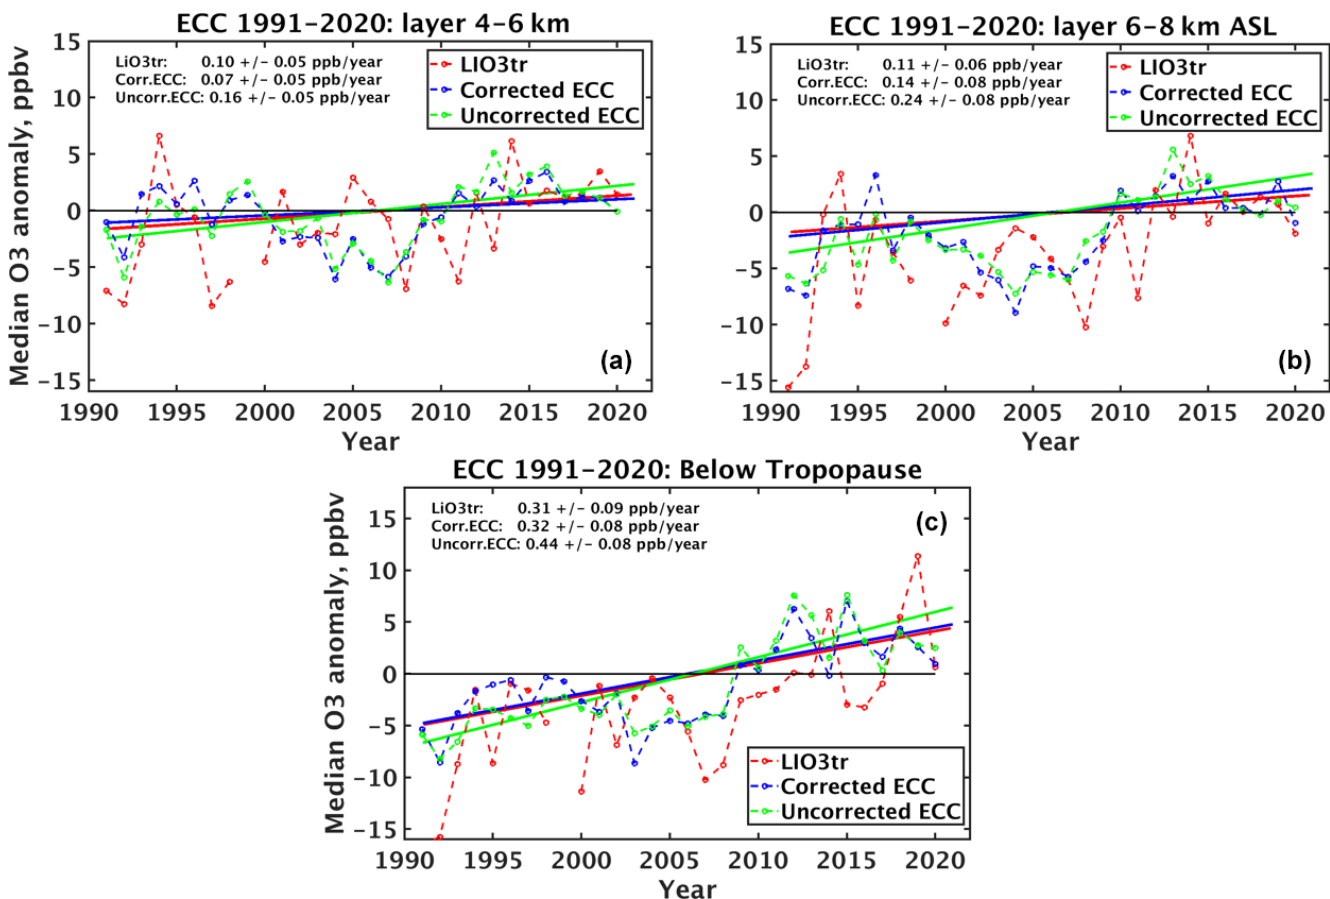 ECC 1991−2020: layer 4−6 km
LiO3tr: 0.10 +/− 0.05 ppb/year
Corr.ECC: 0.07 +/− 0.05 ppb/year
Uncorr.ECC: 0.16 +/− 0.05 ppb/year
LIO3tr
Corrected ECC
Uncorrected ECC
15
10
5
0
−5
−10
−15
Median O3 anomaly, ppbv
(a)
1990 1995 2000 2005 2010 2015 2020
Year
ECC 1991−2020: layer 6−8 km ASL
LiO3tr: 0.11 +/− 0.06 ppb/year
Corr.ECC: 0.14 +/− 0.08 ppb/year
Uncorr.ECC: 0.24 +/− 0.08 ppb/year
LIO3tr
Corrected ECC
Uncorrected ECC
15
10
5
0
−5
−10
−15
(b)
1990 1995 2000 2005 2010 2015 2020
Year
ECC 1991−2020: Below Tropopause
LiO3tr: 0.31 +/− 0.09 ppb/year
Corr.ECC: 0.32 +/− 0.08 ppb/year
Uncorr.ECC: 0.44 +/− 0.08 ppb/year
(c)
15
10
5
0
−5
−10
−15
Median O3 anomaly, ppbv
LIO3tr
Corrected ECC
Uncorrected ECC
1990 1995 2000 2005 2010 2015 2020
Year